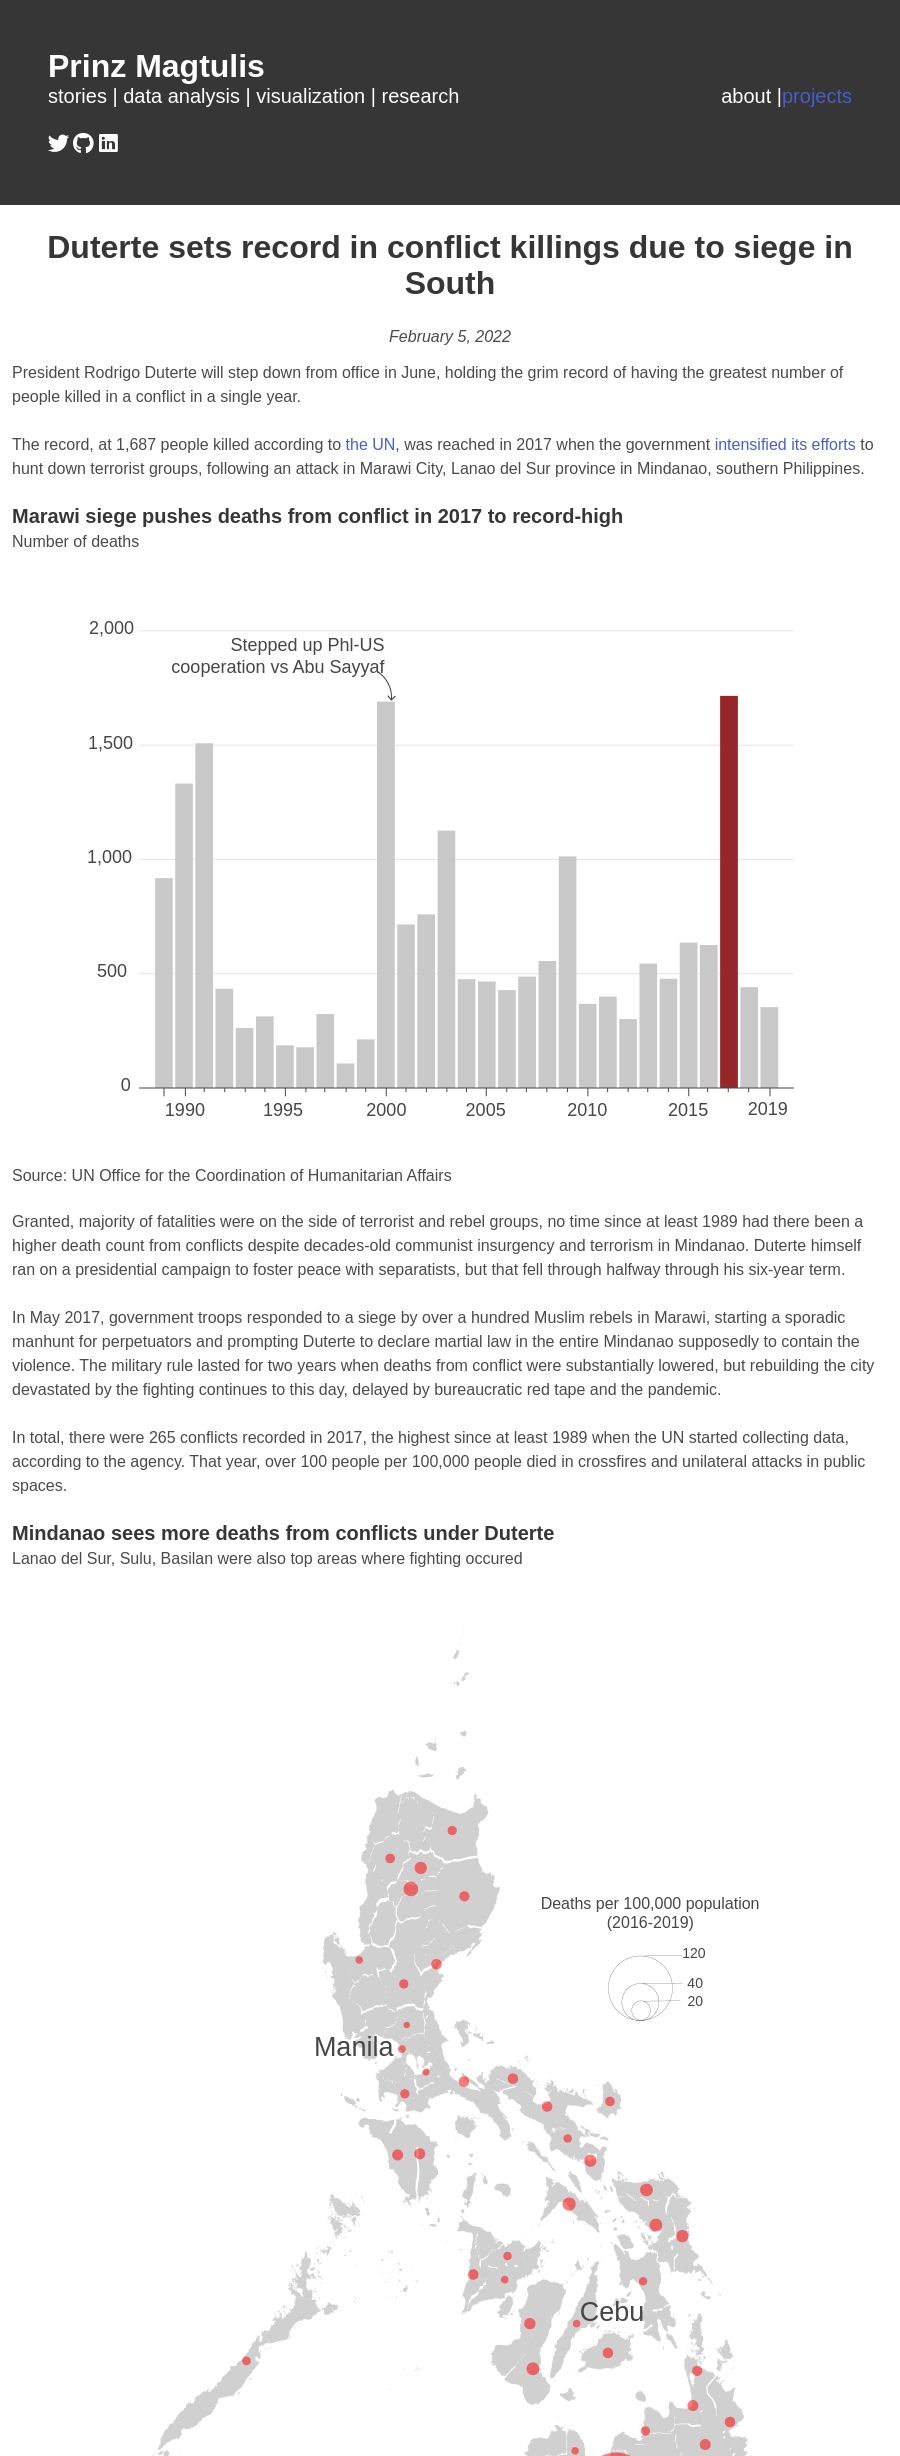 Prinz Magtulis
stories | data analysis | visualization | research
about |projects
Duterte sets record in conflict killings due to siege in
South
February 5, 2022
President Rodrigo Duterte will step down from office in June, holding the grim record of having the greatest number of
people killed in a conflict in a single year.
The record, at 1,687 people killed according to the UN, was reached in 2017 when the government intensified its efforts to
hunt down terrorist groups, following an attack in Marawi City, Lanao del Sur province in Mindanao, southern Philippines.
Marawi siege pushes deaths from conflict in 2017 to record-high
Number of deaths
2,000
Stepped up Phl-US
cooperation vs Abu Sayyaf
1,500
1,000
500
0
1990 1995 2000 2005 2010 2015 2019
Source: UN Office for the Coordination of Humanitarian Affairs
Granted, majority of fatalities were on the side of terrorist and rebel groups, no time since at least 1989 had there been a
higher death count from conflicts despite decades-old communist insurgency and terrorism in Mindanao. Duterte himself
ran on a presidential campaign to foster peace with separatists, but that fell through halfway through his six-year term.
In May 2017, government troops responded to a siege by over a hundred Muslim rebels in Marawi, starting a sporadic
manhunt for perpetuators and prompting Duterte to declare martial law in the entire Mindanao supposedly to contain the
violence. The military rule lasted for two years when deaths from conflict were substantially lowered, but rebuilding the city
devastated by the fighting continues to this day, delayed by bureaucratic red tape and the pandemic.
In total, there were 265 conflicts recorded in 2017, the highest since at least 1989 when the UN started collecting data,
according to the agency. That year, over 100 people per 100,000 people died in crossfires and unilateral attacks in public
spaces.
Mindanao sees more deaths from conflicts under Duterte
Lanao del Sur, Sulu, Basilan were also top areas where fighting occured
Deaths per 100,000 population
(2016-2019)
120
40
20
Manila
Cebu